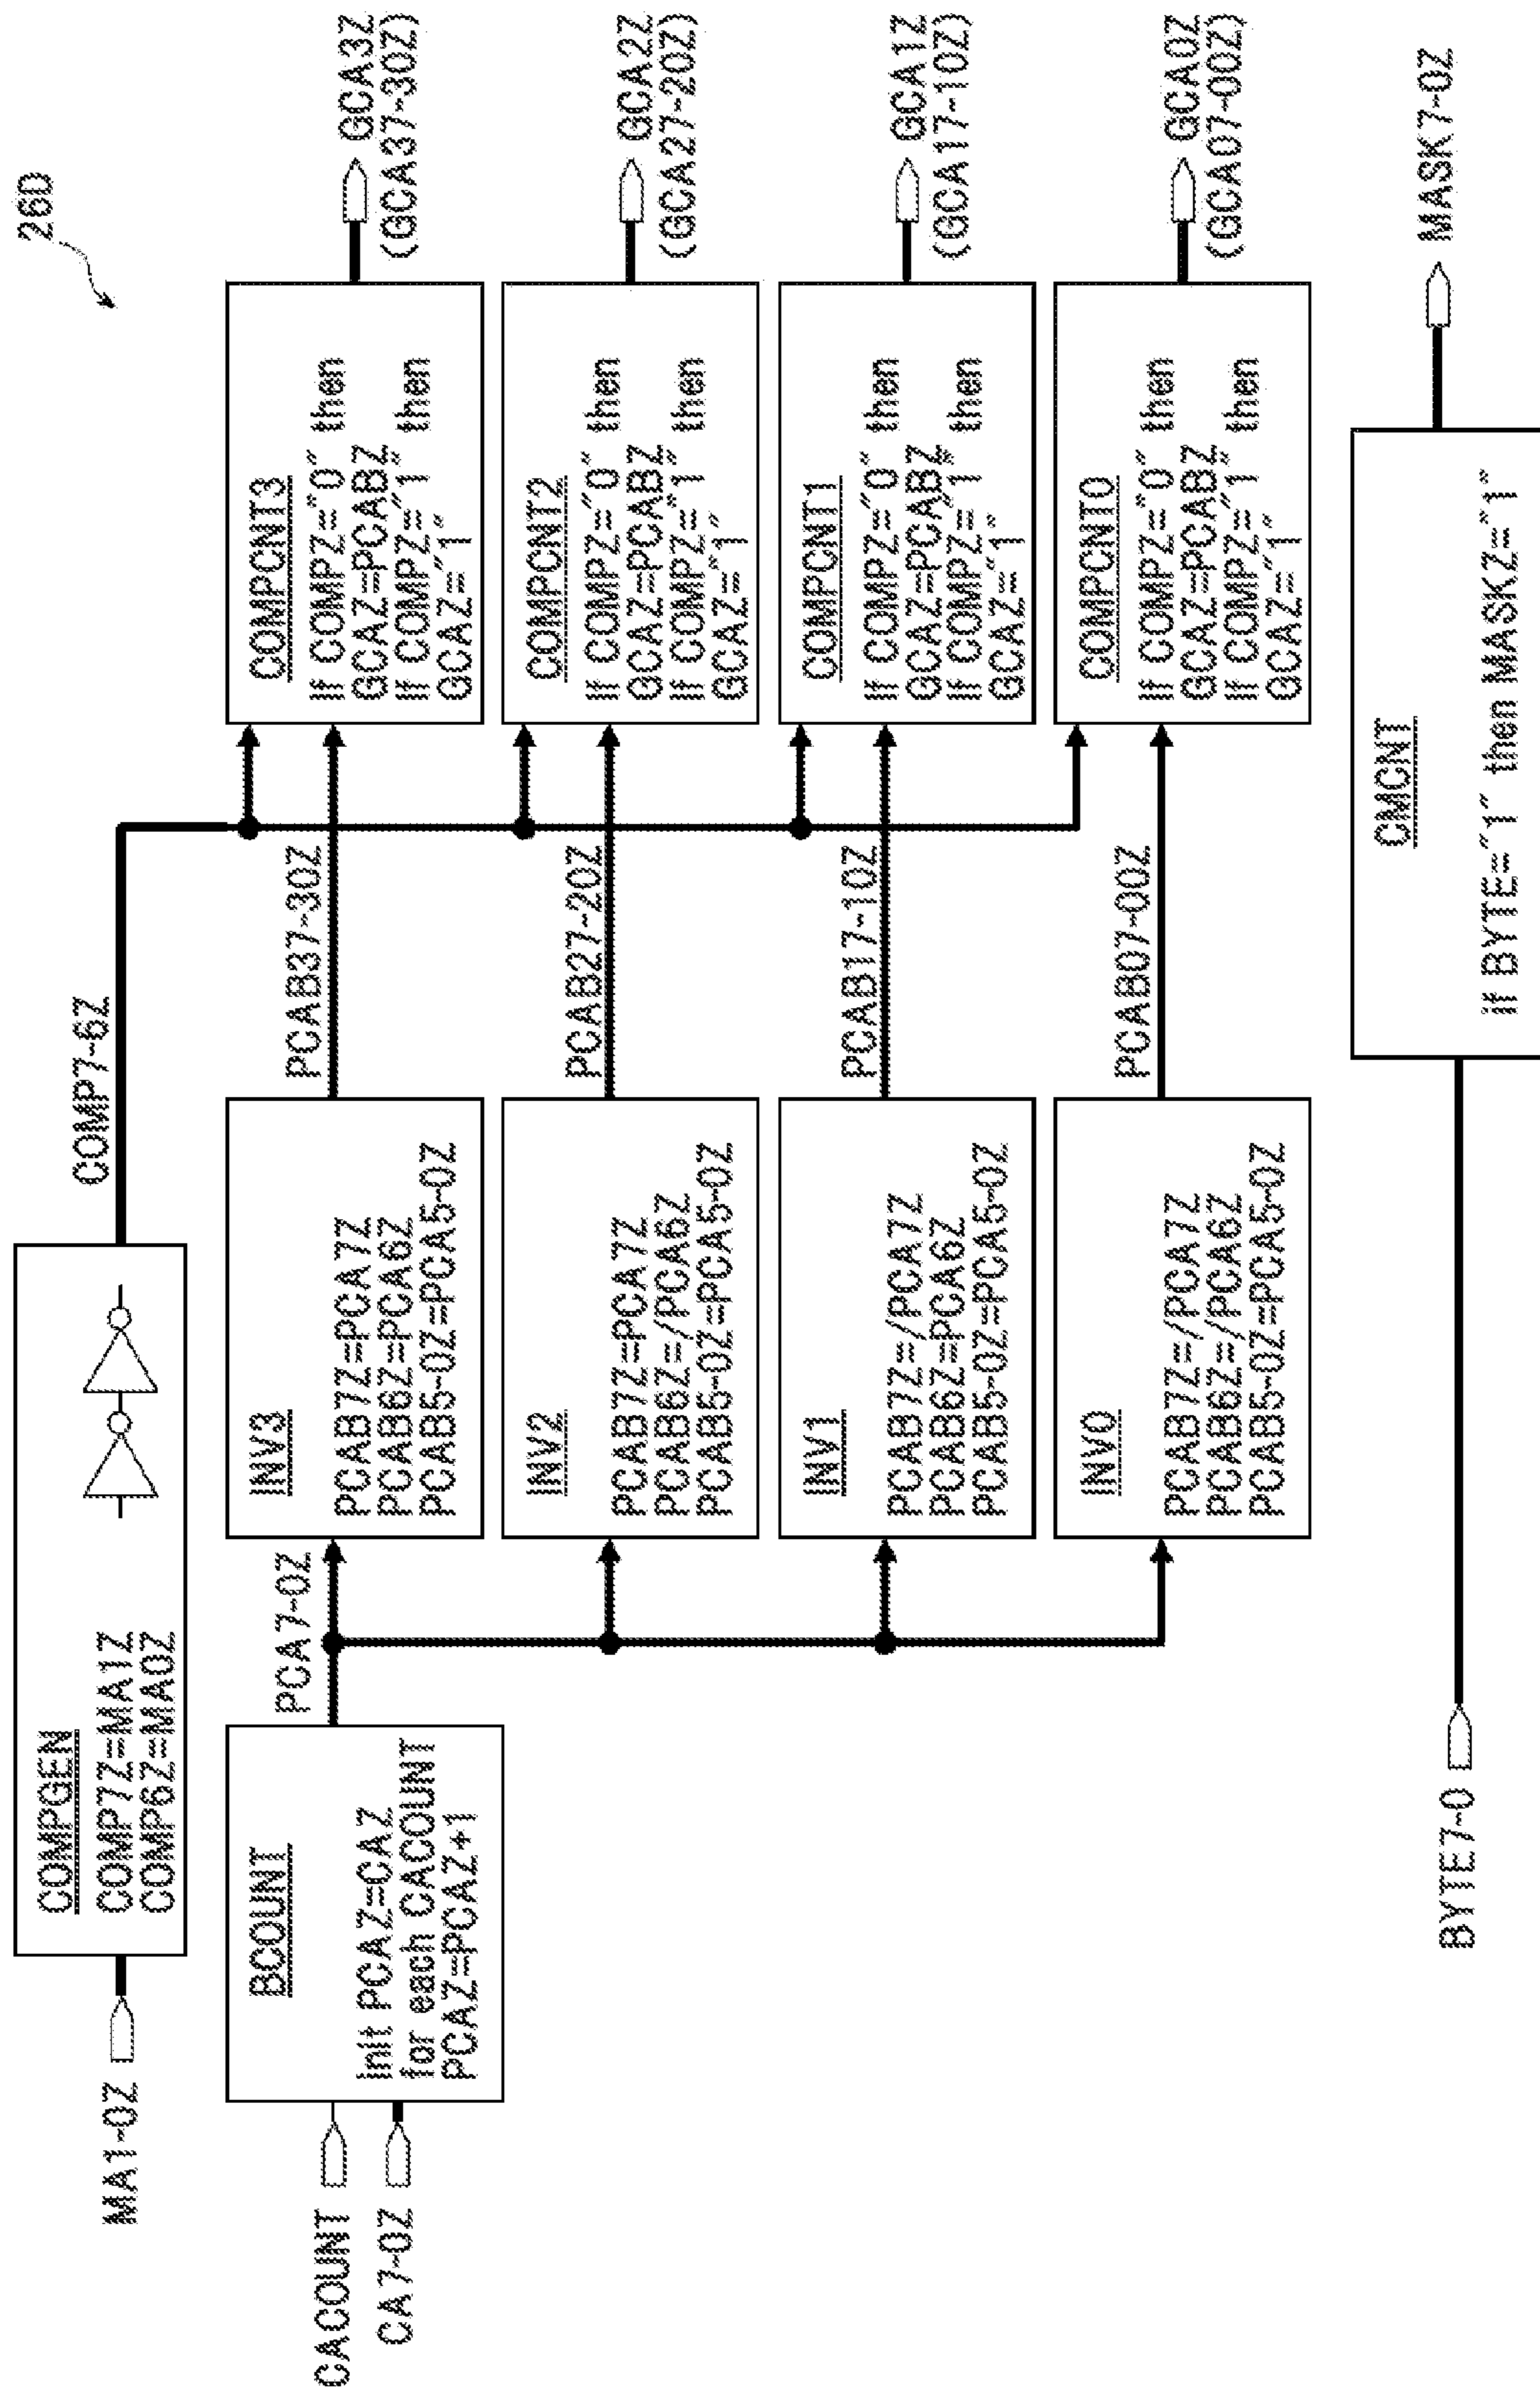 26D
MA1-0Z
COMPGEN
COMP7Z=MA1Z
COMP6Z=MA0Z
COMP7-6Z
CACOUNT
CA7-0Z
BCOUNT
init PCAZ=CAZ
for each CACOUNT
PCAZ=PCAZ+1
PCA7-0Z
INV3
PCAB7Z=PCA7Z
PCAB6Z=PCA6Z
PCAB5-0Z=PCA5-0Z
PCAB37-30Z
COMPCNT3
If COMPZ="0" then
GCAZ=PCABZ
If COMPZ="1" then
GCAZ="1"
GCA3Z
(GCA37-30Z)
INV2
PCAB7Z=PCA7Z
PCAB6Z=/PCA6Z
PCAB5-0Z=PCA5-0Z
PCAB27-20Z
COMPCNT2
If COMPZ="0" then
GCAZ=PCABZ
If COMPZ="1" then
GCAZ="1"
GCA2Z
(GCA27-20Z)
INV1
PCAB7Z=/PCA7Z
PCAB6Z=PCA6Z
PCAB5-0Z=PCA5-0Z
PCAB17-10Z
COMPCNT1
If COMPZ="0" then
GCAZ=PCABZ
If COMPZ="1" then
GCAZ="1"
GCA1Z
(GCA17-10Z)
INV0
PCAB7Z=/PCA7Z
PCAB6Z=/PCA6Z
PCAB5-0Z=PCA5-0Z
PCAB07-00Z
COMPCNT0
If COMPZ="0" then
GCAZ=PCABZ
If COMPZ="1" then
GCAZ="1"
GCA0Z
(GCA07-00Z)
BYTE7-0
CMCNT
If BYTE="1" then MASKZ="1"
MASK7-0Z